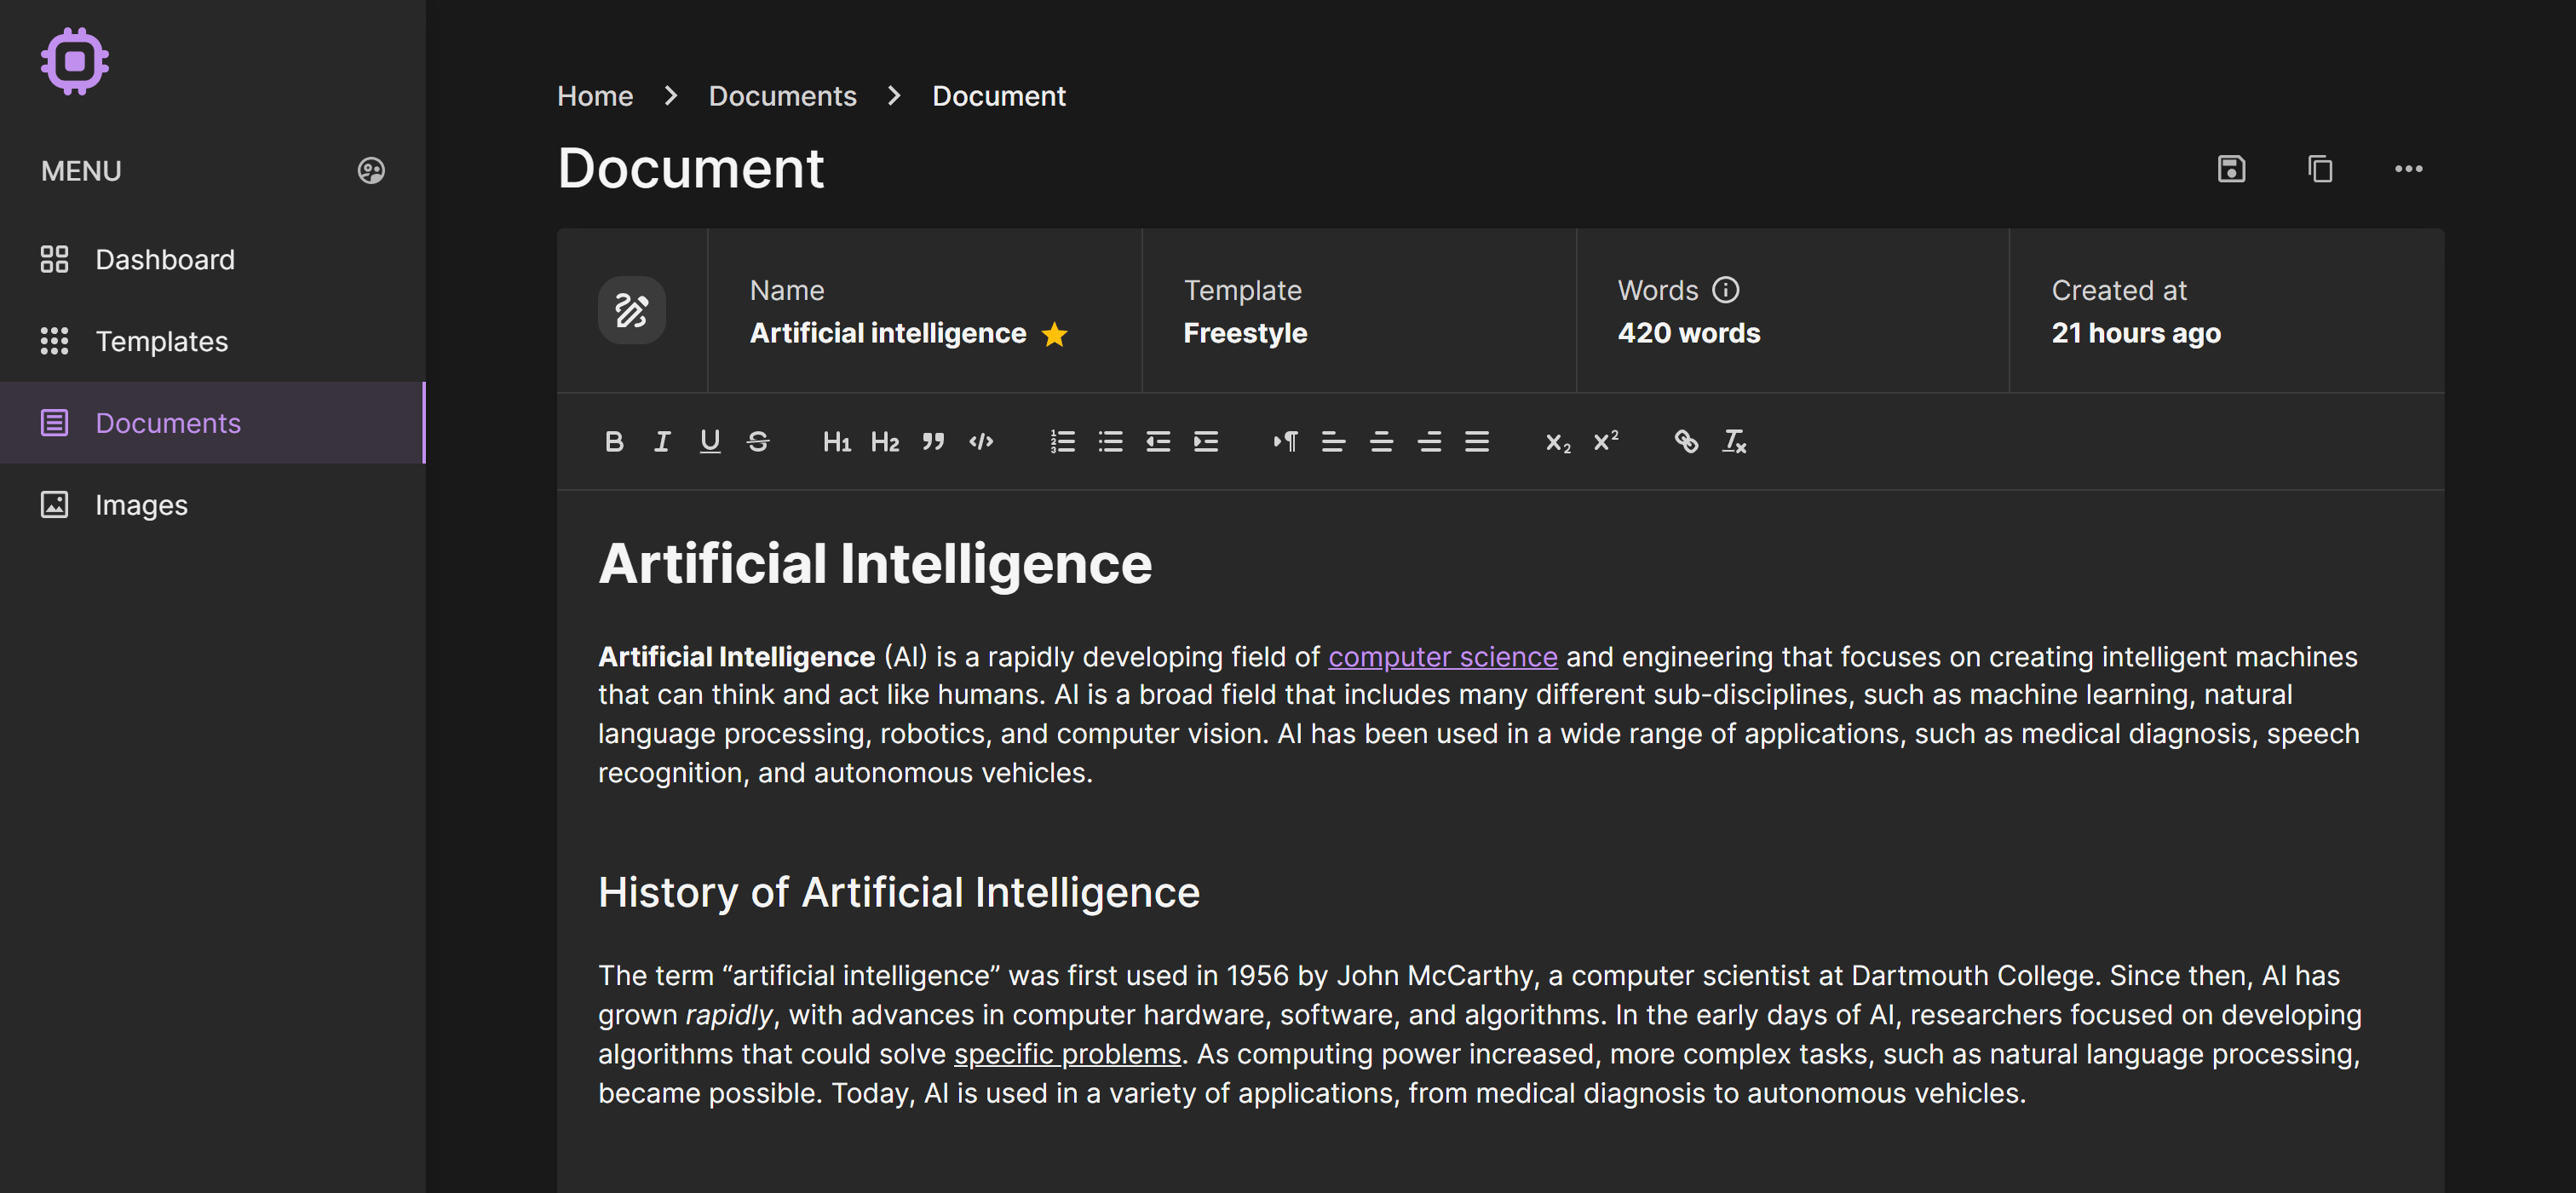 MENU
Dashboard
Templates
Documents
Images
Home > Documents > Document
Document
Name
Artificial intelligence
Template
Freestyle
Words
420 words
Created at
21 hours ago
B I U S H1 H2 ” </> x₂ x²
Artificial Intelligence
Artificial Intelligence (AI) is a rapidly developing field of computer science and engineering that focuses on creating intelligent machines
that can think and act like humans. AI is a broad field that includes many different sub-disciplines, such as machine learning, natural
language processing, robotics, and computer vision. AI has been used in a wide range of applications, such as medical diagnosis, speech
recognition, and autonomous vehicles.
History of Artificial Intelligence
The term “artificial intelligence” was first used in 1956 by John McCarthy, a computer scientist at Dartmouth College. Since then, AI has
grown rapidly, with advances in computer hardware, software, and algorithms. In the early days of AI, researchers focused on developing
algorithms that could solve specific problems. As computing power increased, more complex tasks, such as natural language processing,
became possible. Today, AI is used in a variety of applications, from medical diagnosis to autonomous vehicles.